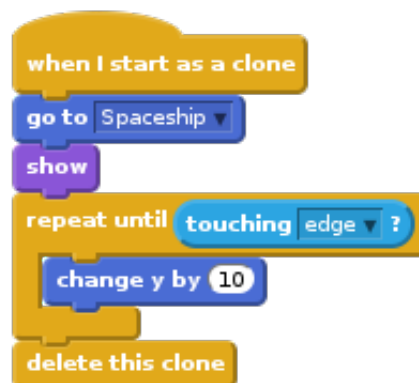 when I start as a clone
go to Spaceship
show
repeat until touching edge ?
change y by 10
delete this clone